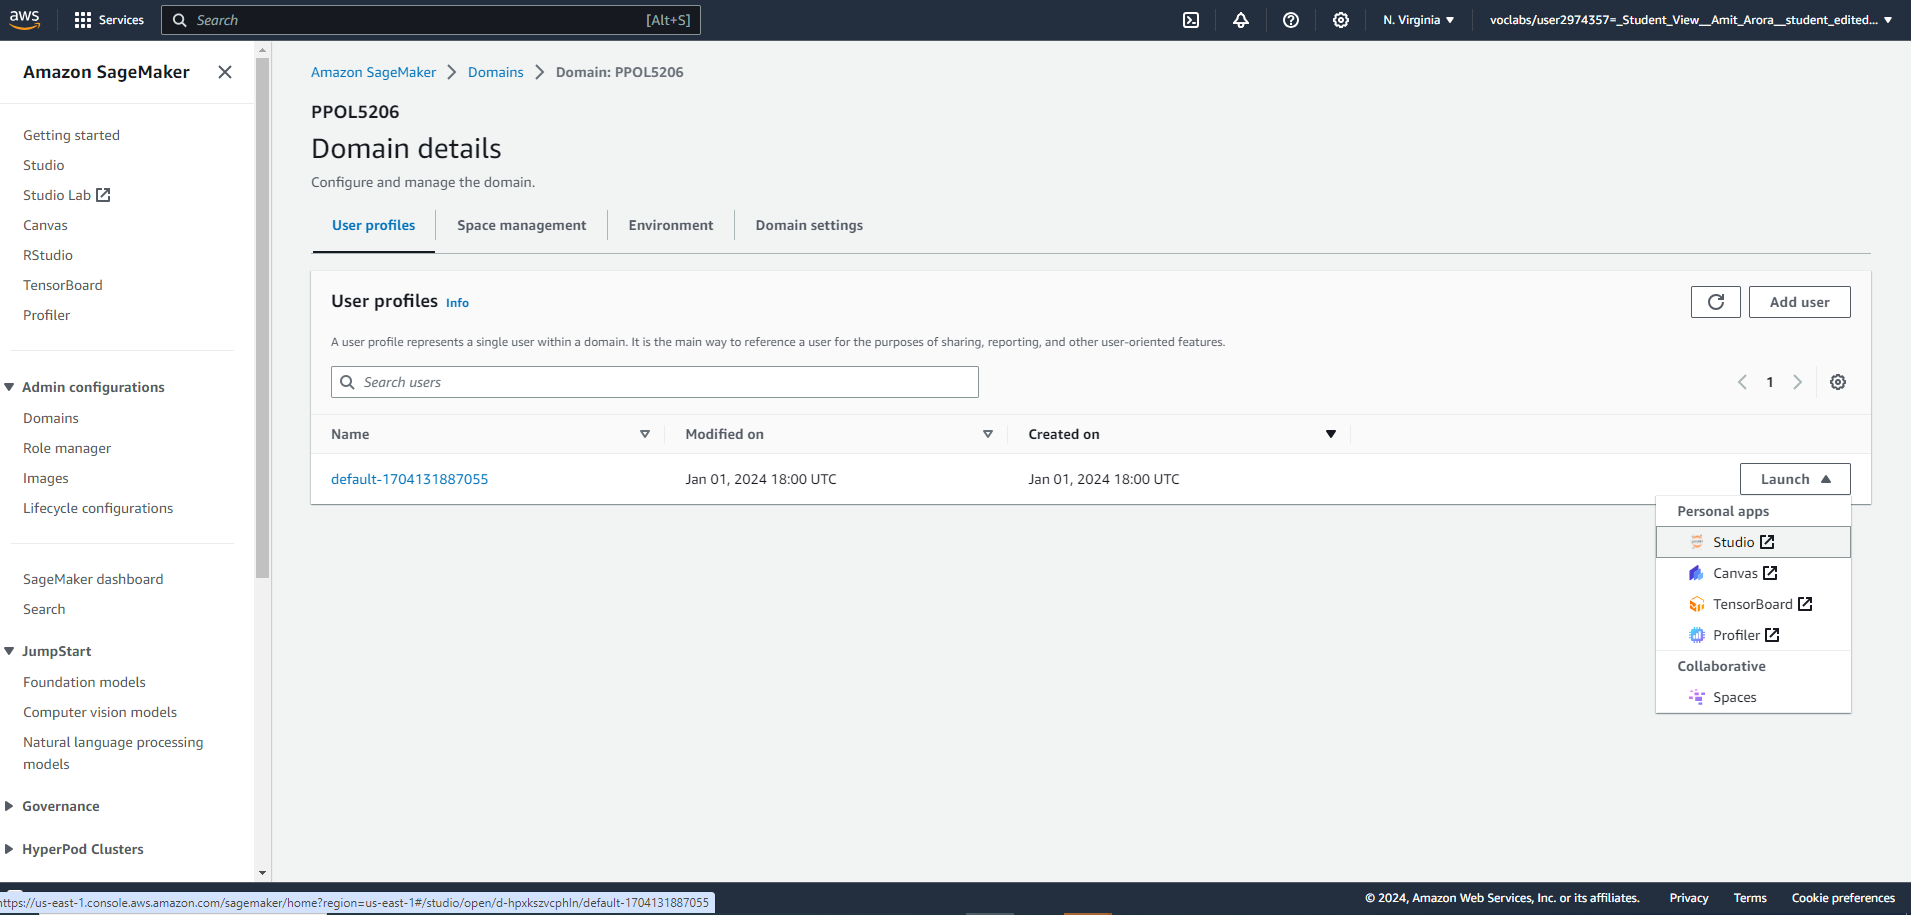 aws
Services
Search
[Alt+S]
N. Virginia
voclabs/user2974357=_Student_View__Amit_Arora__student_edited...
Amazon SageMaker
Getting started
Studio
Studio Lab
Canvas
RStudio
TensorBoard
Profiler
Admin configurations
Domains
Role manager
Images
Lifecycle configurations
SageMaker dashboard
Search
JumpStart
Foundation models
Computer vision models
Natural language processing
models
Governance
HyperPod Clusters
Amazon SageMaker
Domains
Domain: PPOL5206
PPOL5206
Domain details
Configure and manage the domain.
User profiles
Space management
Environment
Domain settings
User profiles Info
Add user
A user profile represents a single user within a domain. It is the main way to reference a user for the purposes of sharing, reporting, and other user-oriented features.
Search users
1
Name
Modified on
Created on
default-1704131887055
Jan 01, 2024 18:00 UTC
Jan 01, 2024 18:00 UTC
Launch
Personal apps
Studio
Canvas
TensorBoard
Profiler
Collaborative
Spaces
https://us-east-1.console.aws.amazon.com/sagemaker/home?region=us-east-1#/studio/open/d-hpxkszvcphln/default-1704131887055
© 2024, Amazon Web Services, Inc. or its affiliates.
Privacy
Terms
Cookie preferences